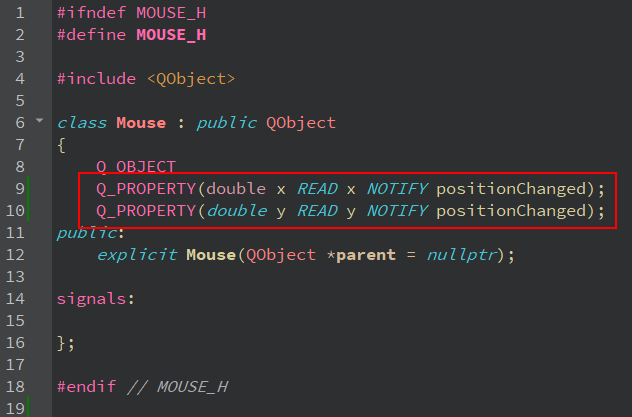 1 #ifndef MOUSE_H
2 #define MOUSE_H
3
4 #include <QObject>
5
6 class Mouse : public QObject
7 {
8     Q_OBJECT
9     Q_PROPERTY(double x READ x NOTIFY positionChanged);
10     Q_PROPERTY(double y READ y NOTIFY positionChanged);
11 public:
12     explicit Mouse(QObject *parent = nullptr);
13
14 signals:
15
16 };
17
18 #endif // MOUSE_H
19